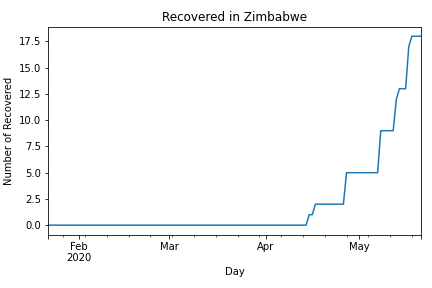 Recovered in Zimbabwe
Number of Recovered
17.5
15.0
12.5
10.0
7.5
5.0
2.5
0.0
Feb
2020
Mar
Apr
May
Day